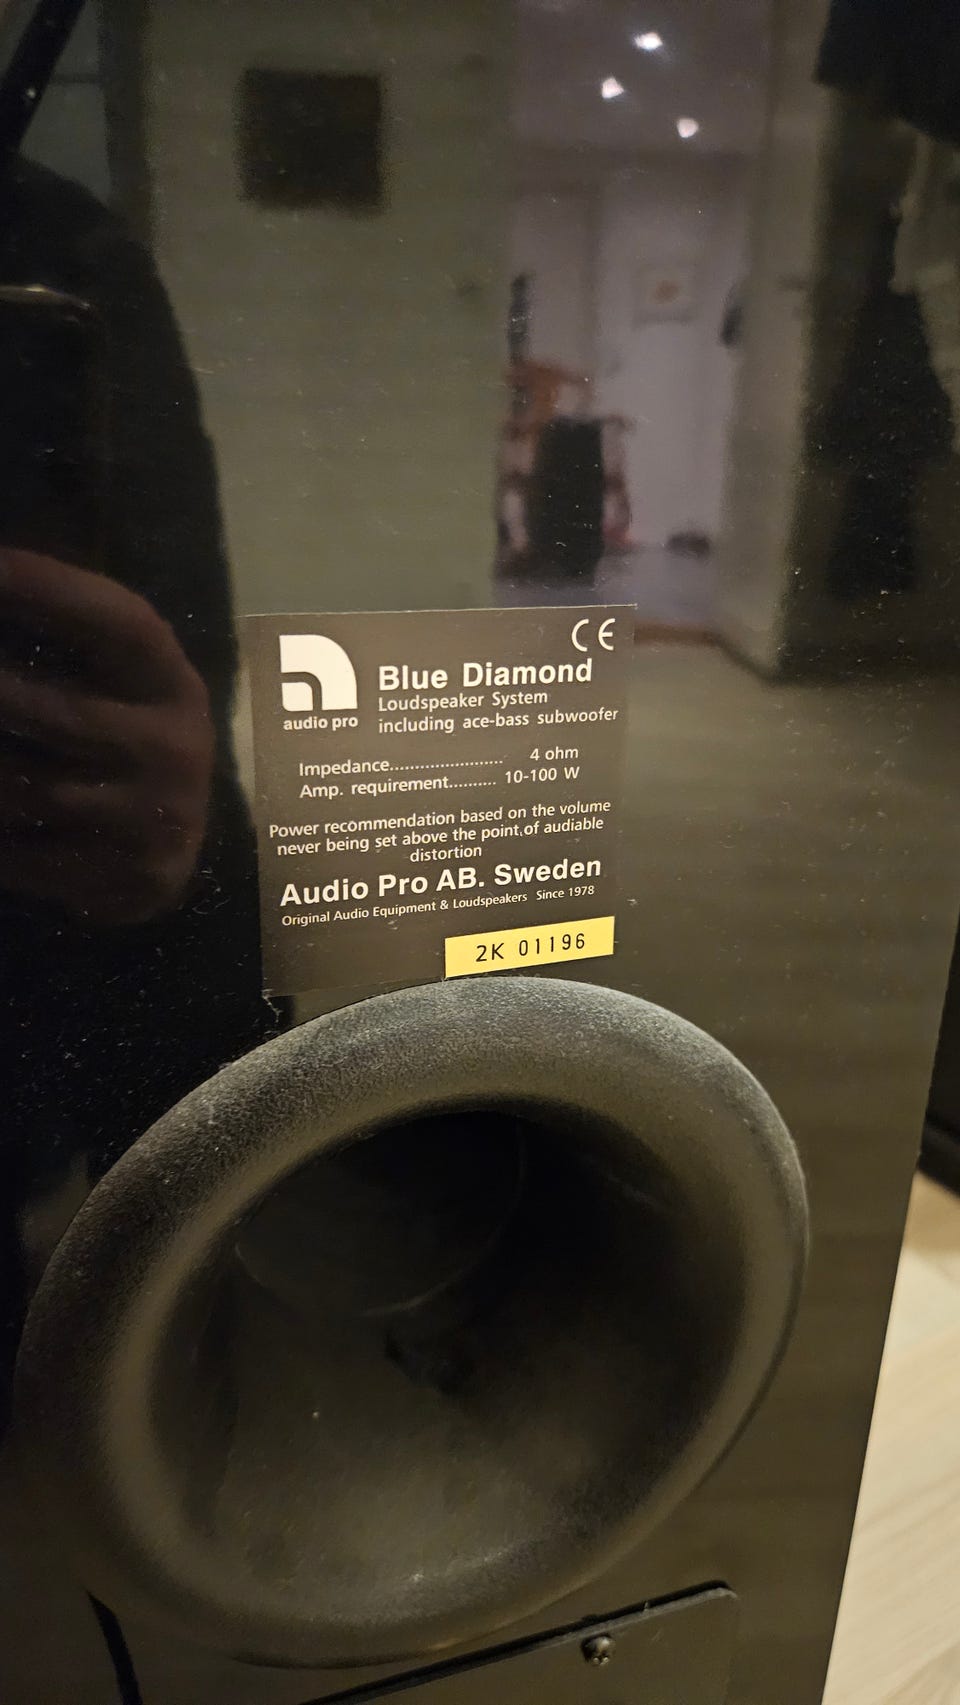 CE
audio pro
Blue Diamond
Loudspeaker System
including ace-bass subwoofer
Impedance....................... 4 ohm
Amp. requirement.......... 10-100 W
Power recommendation based on the volume
never being set above the point of audiable
distortion
Audio Pro AB. Sweden
Original Audio Equipment & Loudspeakers Since 1978
2K 01196